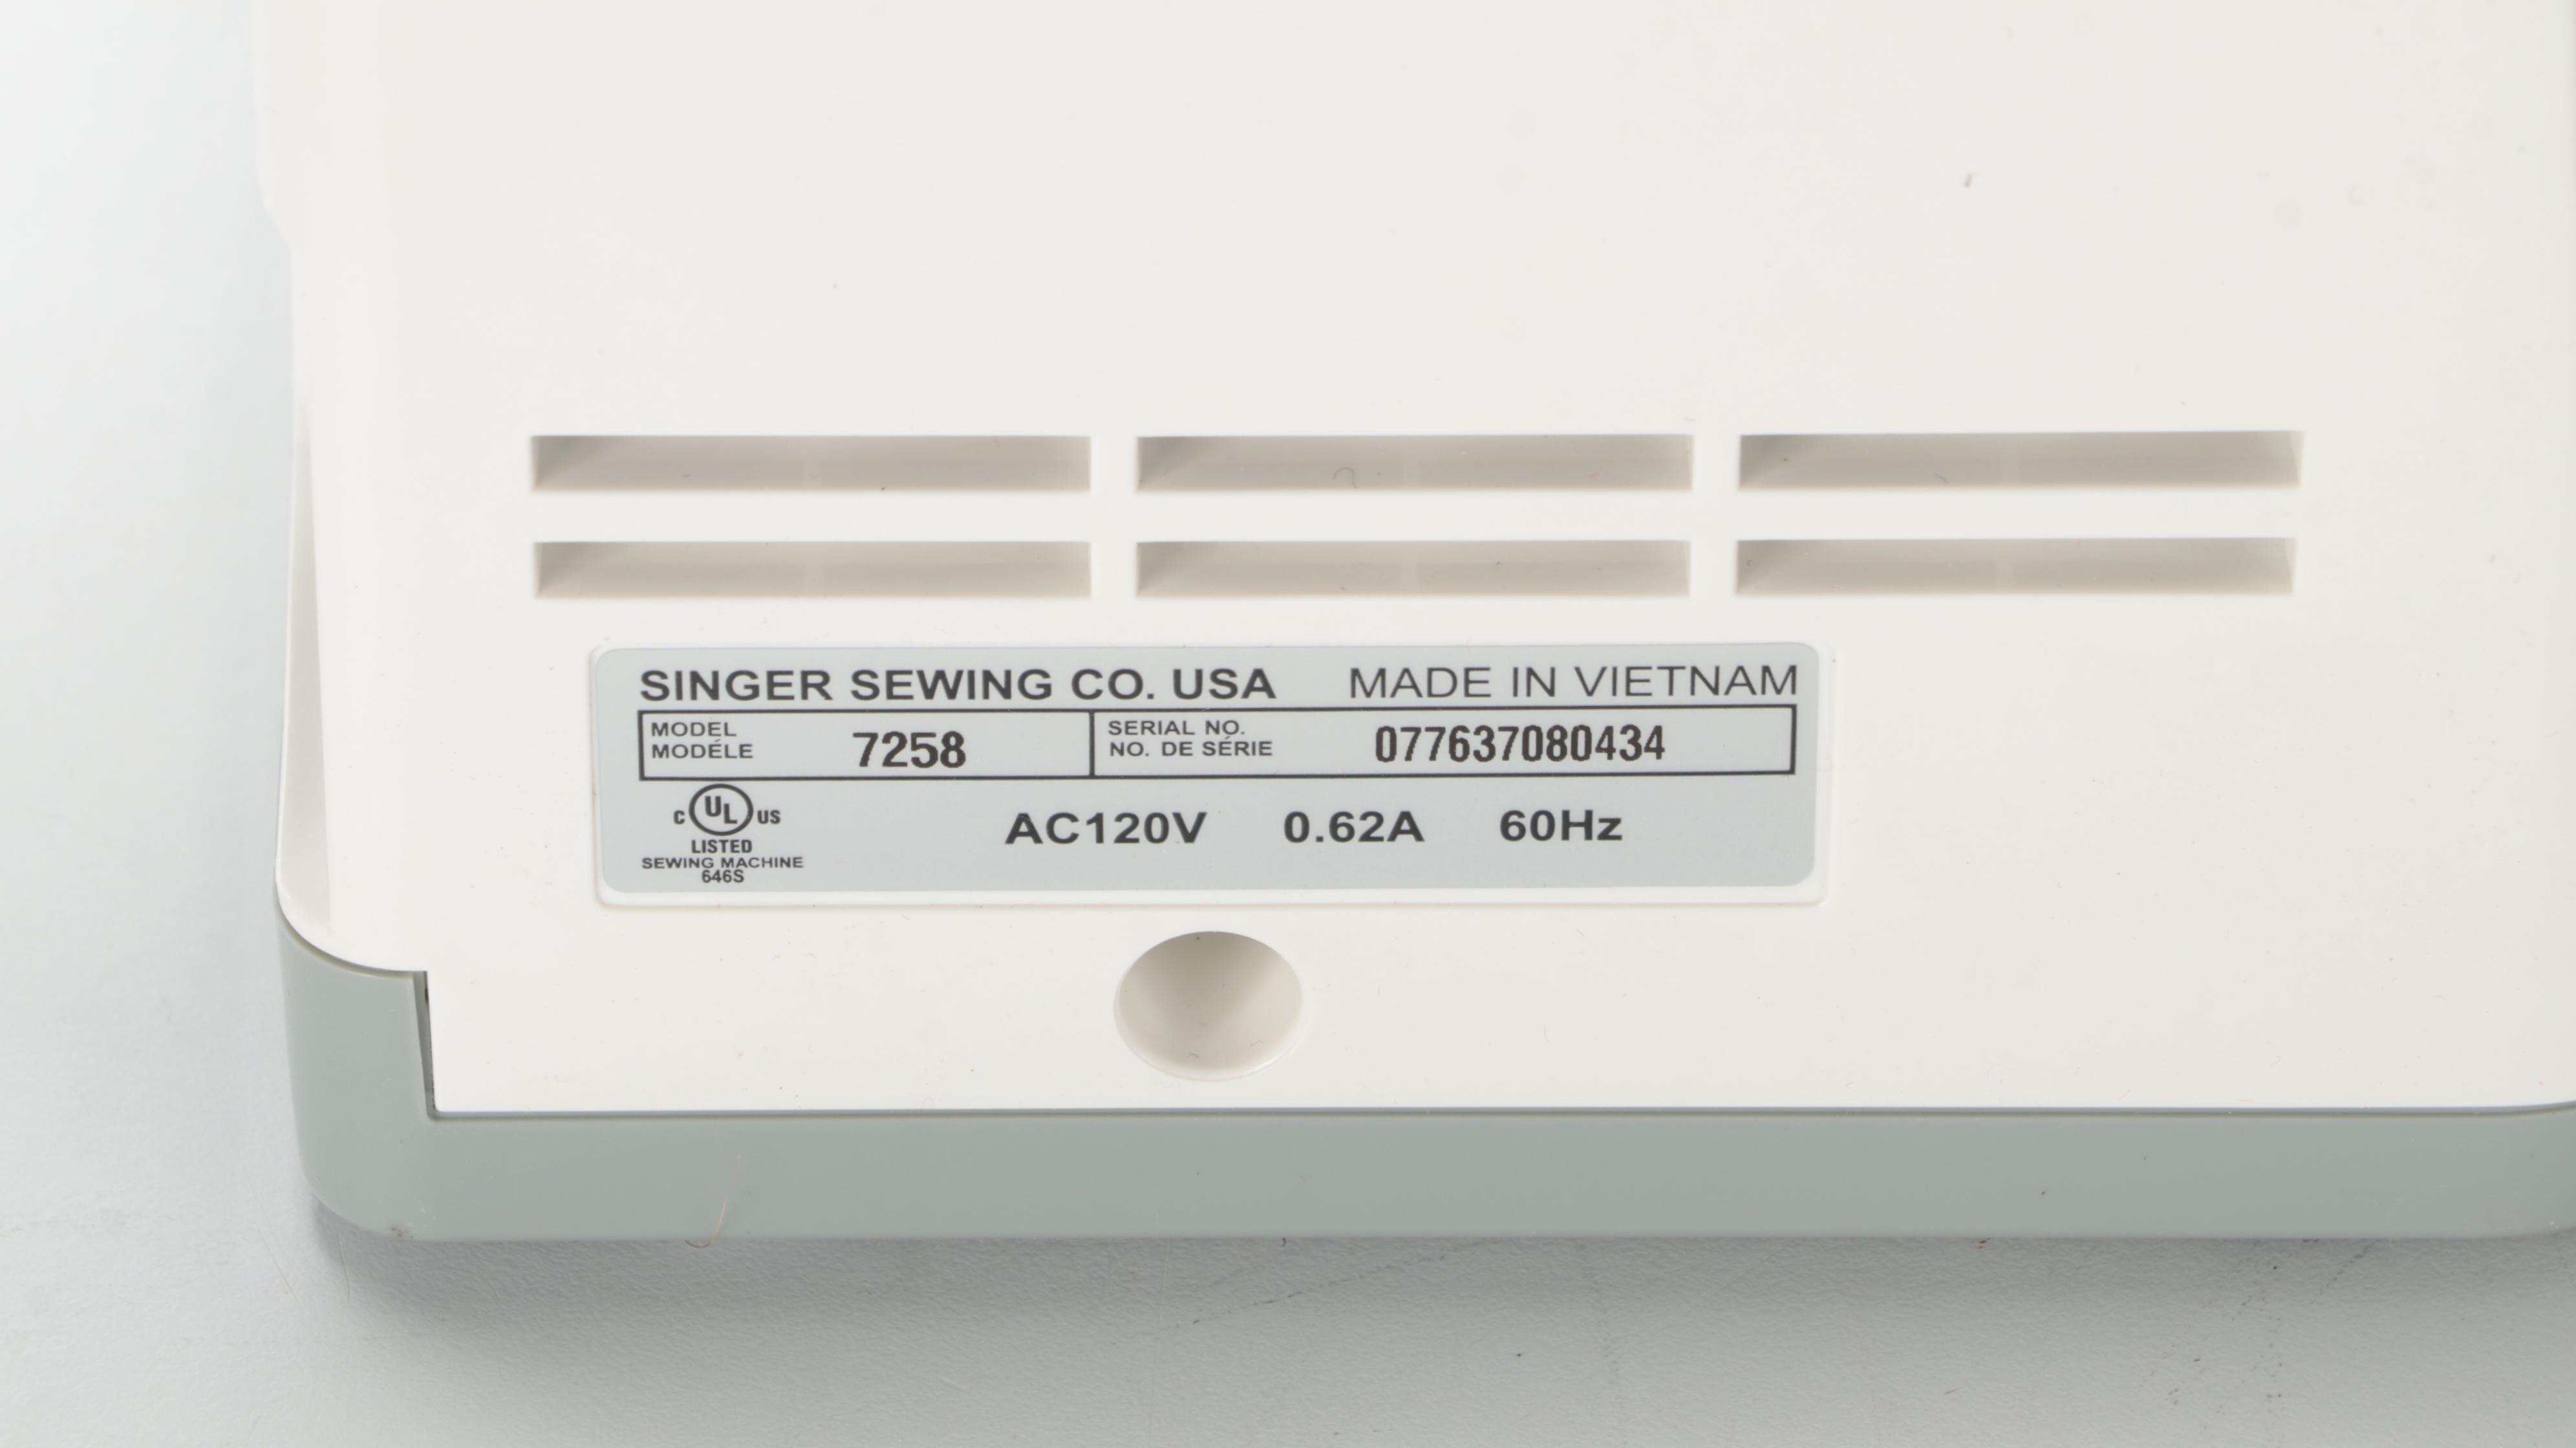 SINGER SEWING CO. USA MADE IN VIETNAM
MODEL
MODÉLE
7258
SERIAL NO.
NO. DE SÉRIE
077637080434
C UL US
LISTED
SEWING MACHINE
646S
AC120V 0.62A 60Hz